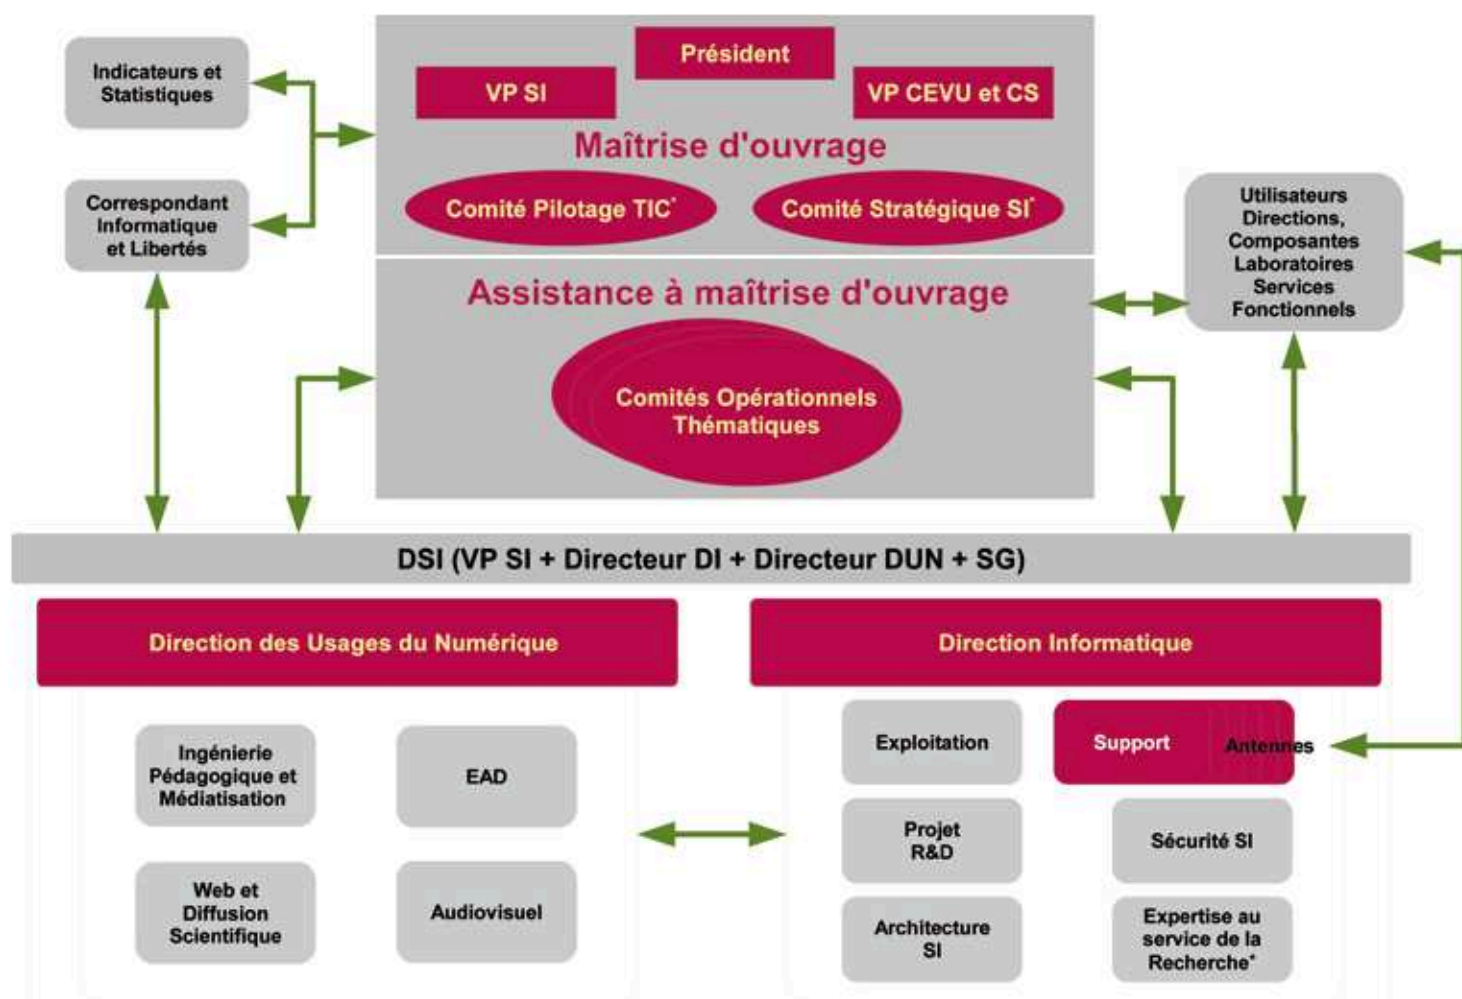 Président
VP SI
VP CEVU et CS
Maîtrise d'ouvrage
Comité Pilotage TIC*
Comité Stratégique SI*
Indicateurs et
Statistiques
Correspondant
Informatique
et Libertés
Utilisateurs
Directions,
Composantes
Laboratoires
Services
Fonctionnels
Assistance à maîtrise d'ouvrage
Comités Opérationnels
Thématiques
DSI (VP SI + Directeur DI + Directeur DUN + SG)
Direction des Usages du Numérique
Ingénierie
Pédagogique et
Médiatisation
EAD
Web et
Diffusion
Scientifique
Audiovisuel
Direction Informatique
Exploitation
Support
Antennes
Projet
R&D
Sécurité SI
Architecture
SI
Expertise au
service de la
Recherche*